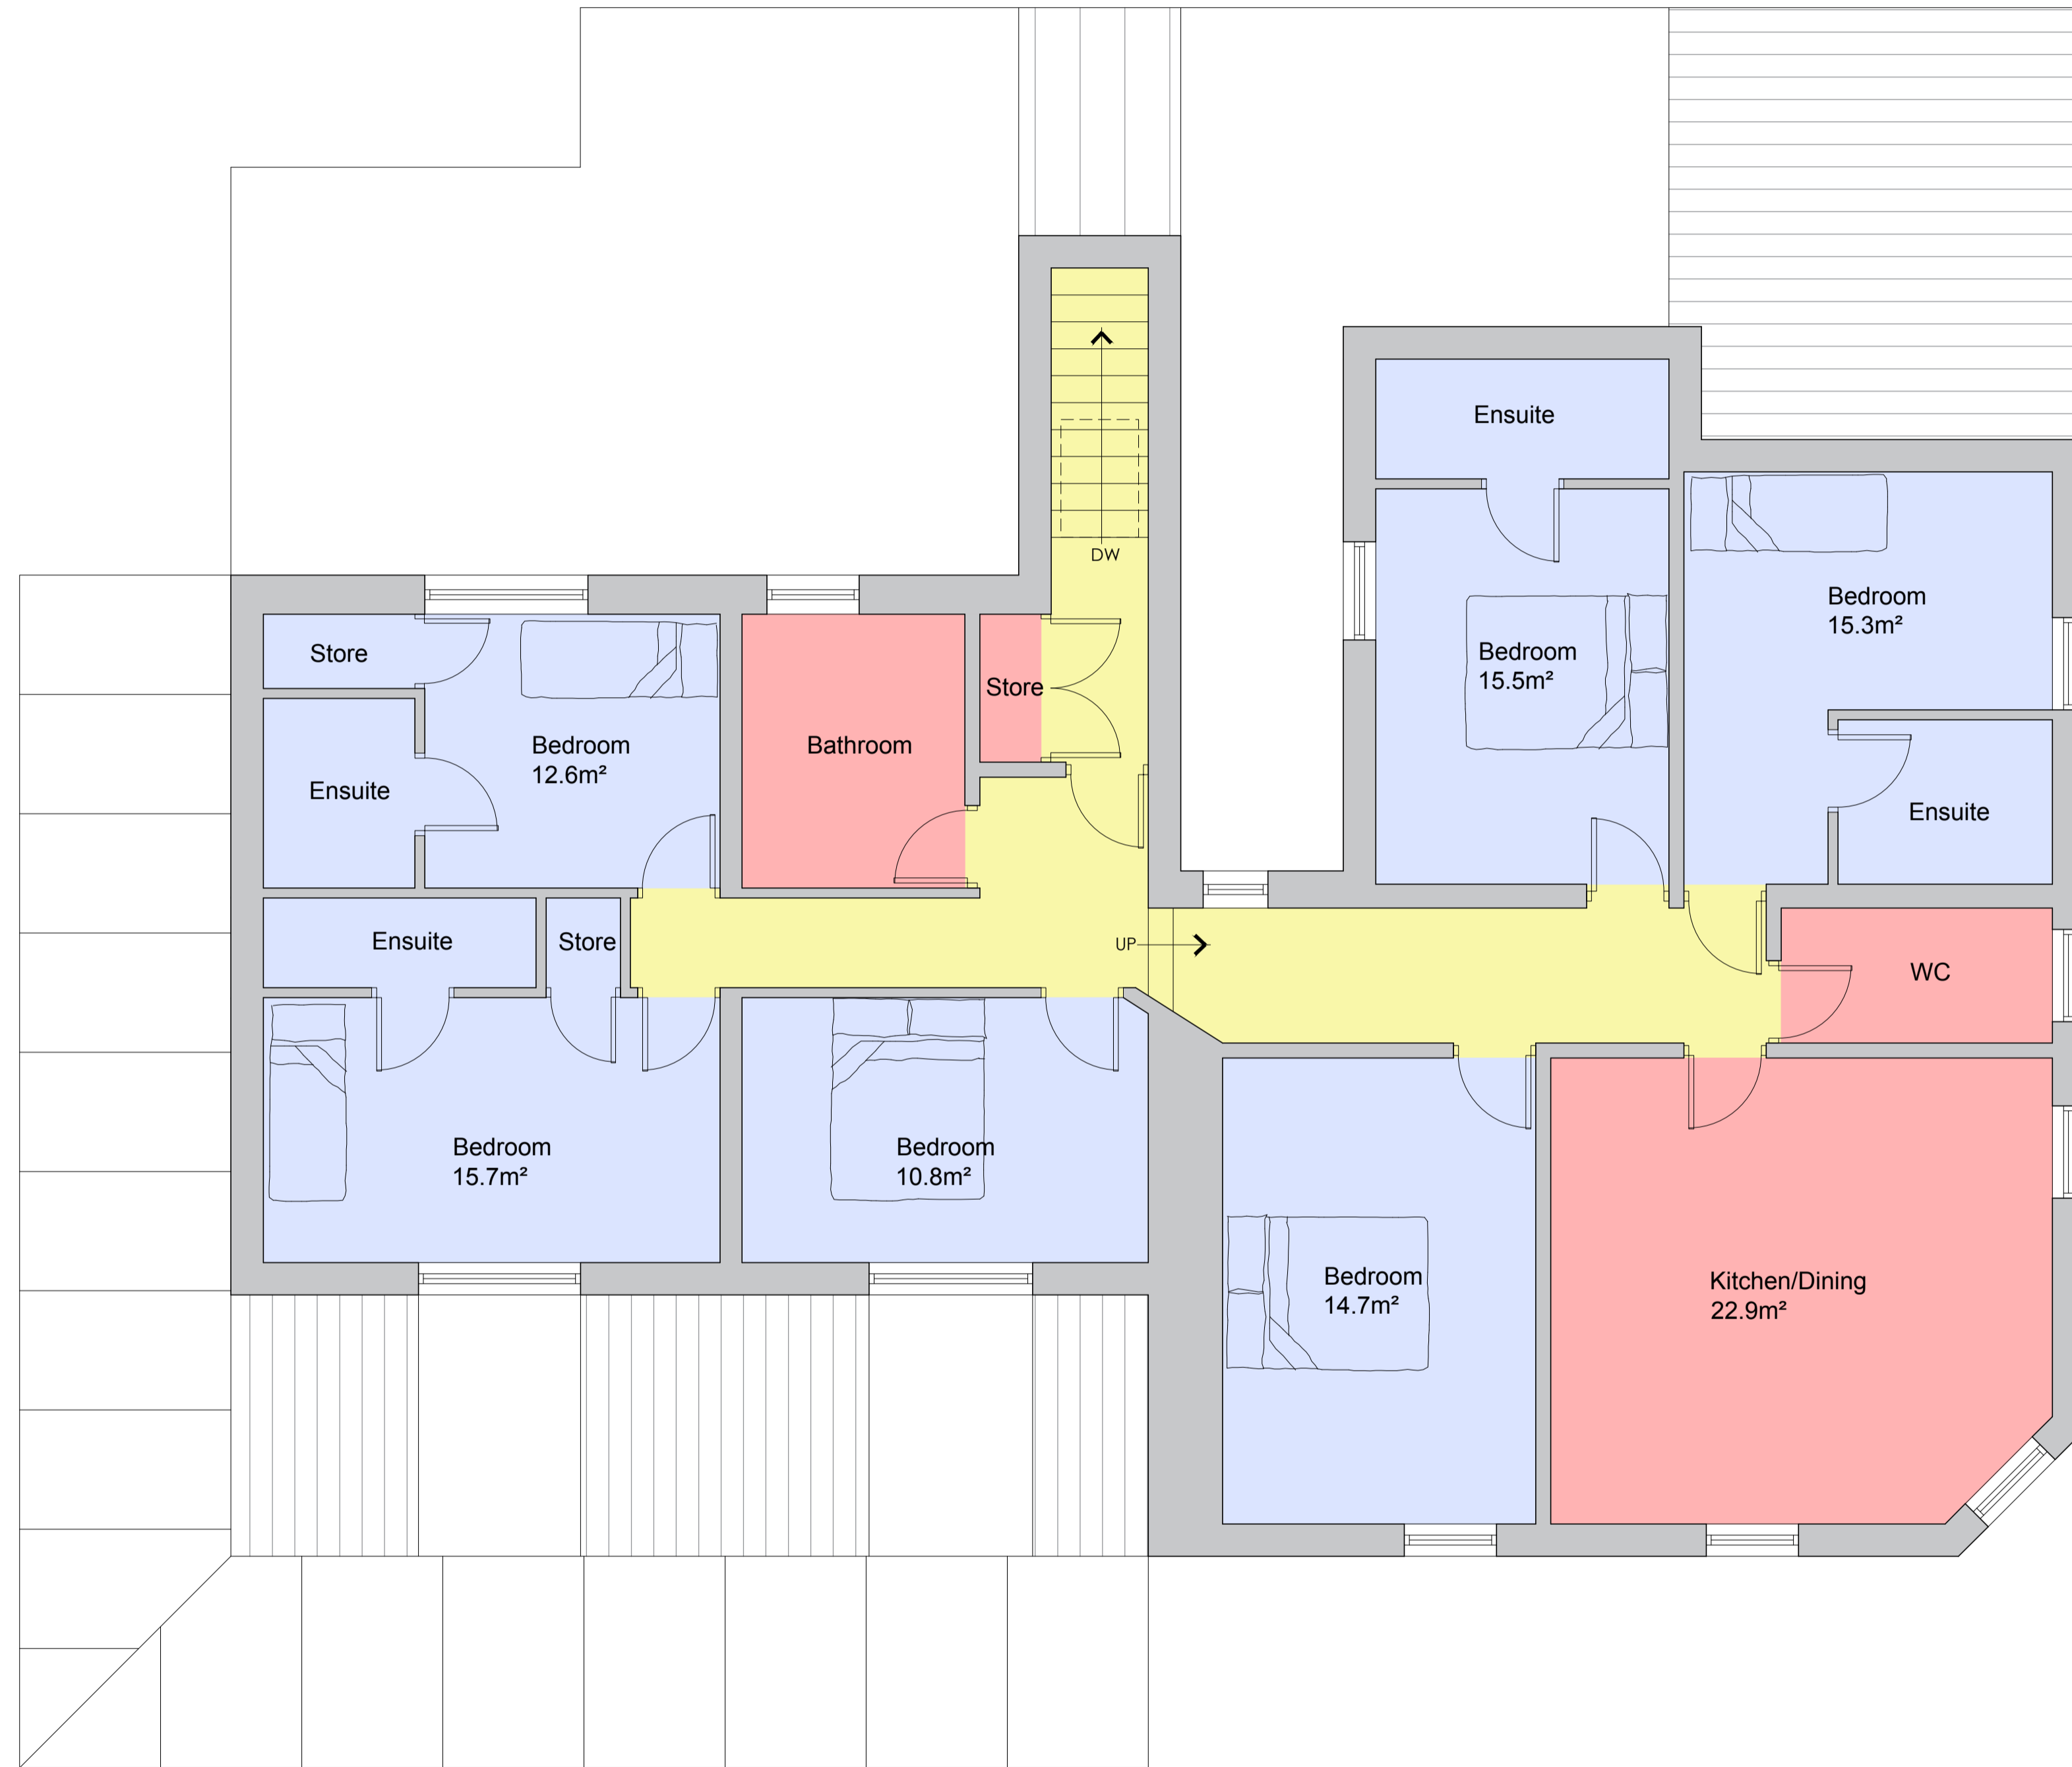 Ensuite
DW
Bedroom
15.3m²
Store
Bedroom
15.5m²
Store
Bedroom
12.6m²
Bathroom
Ensuite
Ensuite
Ensuite
Store
UP
WC
Bedroom
15.7m²
Bedroom
10.8m²
Bedroom
14.7m²
Kitchen/Dining
22.9m²